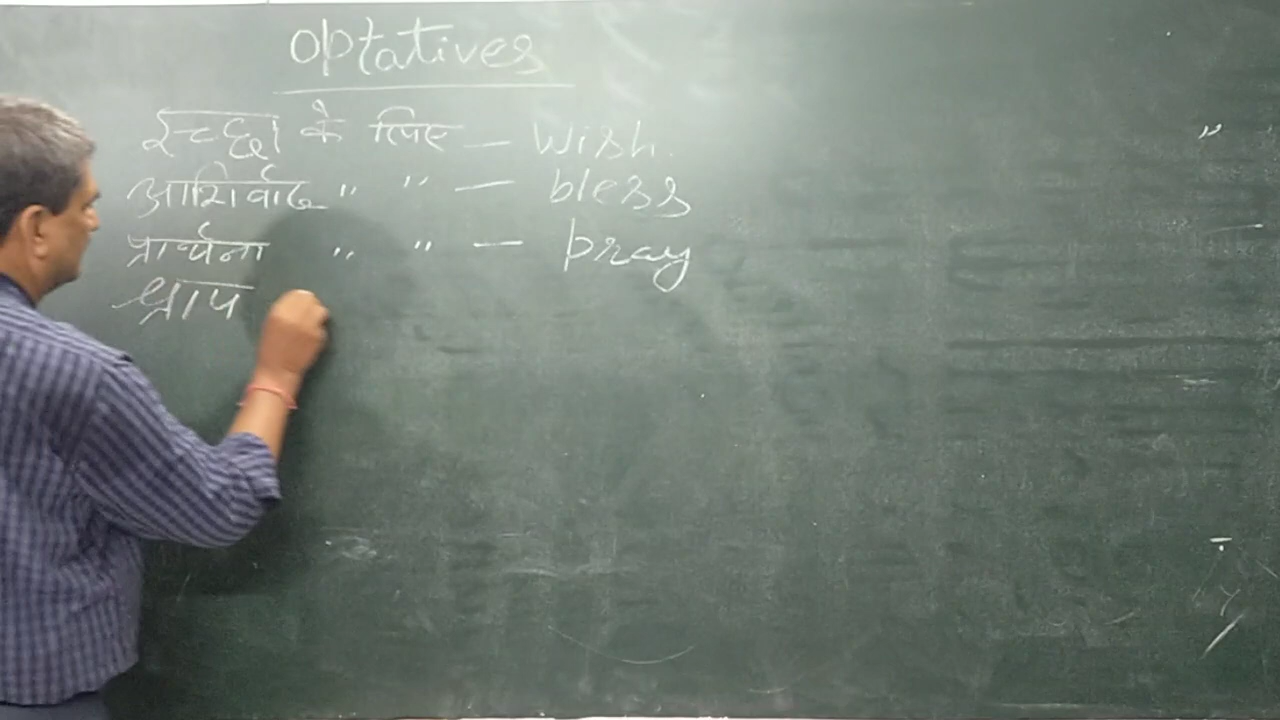 Optatives
इच्छा के लिए — Wish.
आशिर्वाद " " — bless
प्रार्थना " " — pray
श्राप